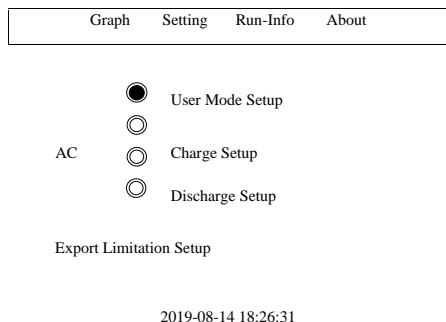 Graph Setting Run-Info About
User Mode Setup
AC Charge Setup
Discharge Setup
Export Limitation Setup
2019-08-14 18:26:31